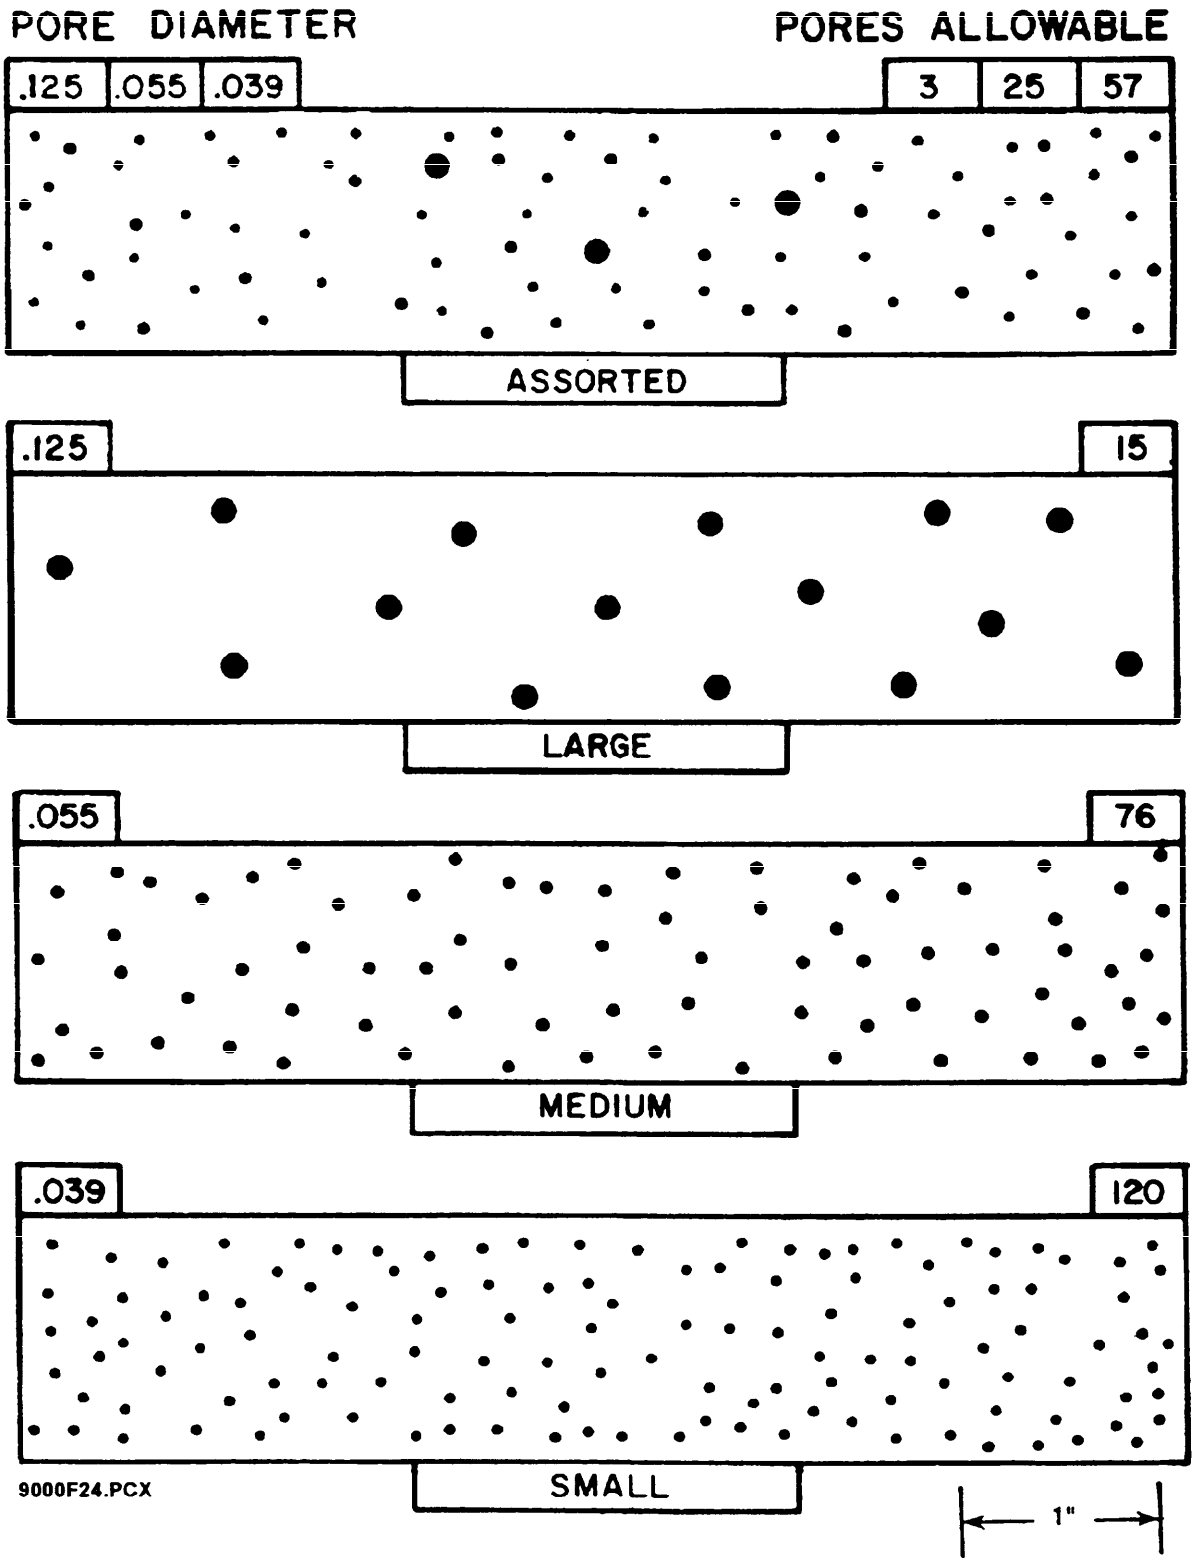 PORE DIAMETER PORES ALLOWABLE
.125 .055 .039 3 25 57
ASSORTED
.125 15
LARGE
.055 76
MEDIUM
.039 120
SMALL
9000F24.PCX
1"